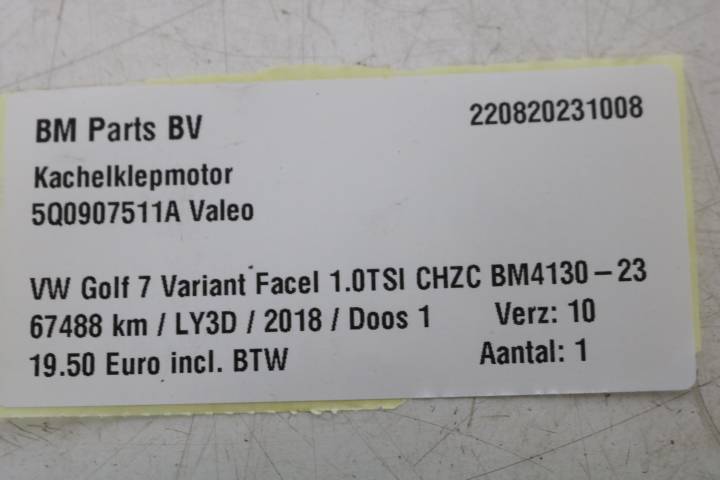 BM Parts BV 220820231008
Kachelklepmotor
5Q0907511A Valeo
VW Golf 7 Variant Facel 1.0TSI CHZC BM4130-23
67488 km / LY3D / 2018 / Doos 1 Verz: 10
19.50 Euro incl. BTW Aantal: 1